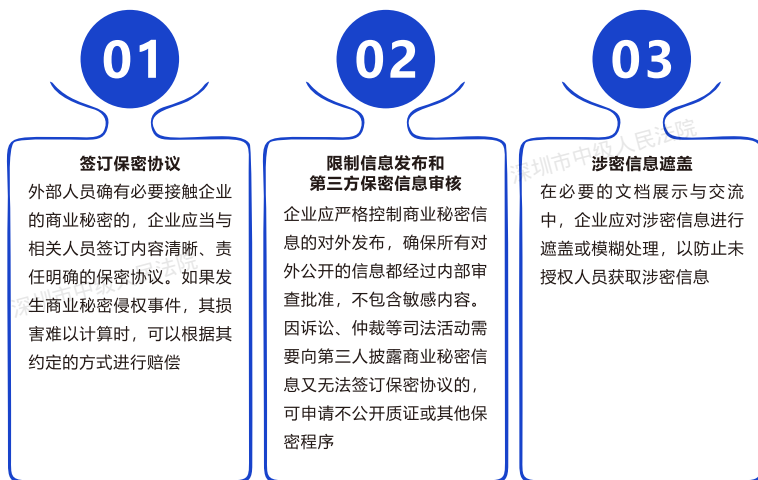 01
签订保密协议
外部人员确有必要接触企业
的商业秘密的，企业应当与
相关人员签订内容清晰、责
任明确的保密协议。如果发
生商业秘密侵权事件，其损
害难以计算时，可以根据其
约定的方式进行赔偿
02
限制信息发布和
第三方保密信息审核
企业应严格控制商业秘密信
息的对外发布，确保所有对
外公开的信息都经过内部审
查批准，不包含敏感内容。
因诉讼、仲裁等司法活动需
要向第三人披露商业秘密信
息又无法签订保密协议的，
可申请不公开质证或其他保
密程序
03
涉密信息遮盖
在必要的文档展示与交流
中，企业应对涉密信息进行
遮盖或模糊处理，以防止未
授权人员获取涉密信息
深圳市中级人民法院
深圳市中级人民法院